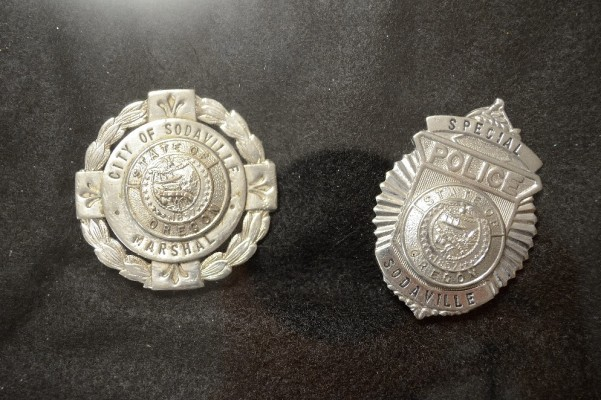 CITY OF SODAVILLE
STATE OF
OREGON
MARSHAL
SPECIAL
POLICE
STATE OF
OREGON
SODAVILLE